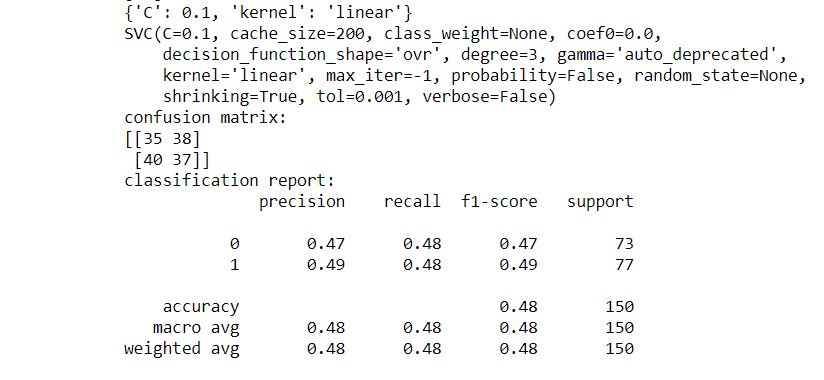 {'C': 0.1, 'kernel': 'linear'}
SVC(C=0.1, cache_size=200, class_weight=None, coef0=0.0,
    decision_function_shape='ovr', degree=3, gamma='auto_deprecated',
    kernel='linear', max_iter=-1, probability=False, random_state=None,
    shrinking=True, tol=0.001, verbose=False)
confusion matrix:
[[35 38]
 [40 37]]
classification report:
              precision    recall  f1-score   support
           0       0.47      0.48      0.47        73
           1       0.49      0.48      0.49        77
    accuracy                           0.48       150
   macro avg       0.48      0.48      0.48       150
weighted avg       0.48      0.48      0.48       150